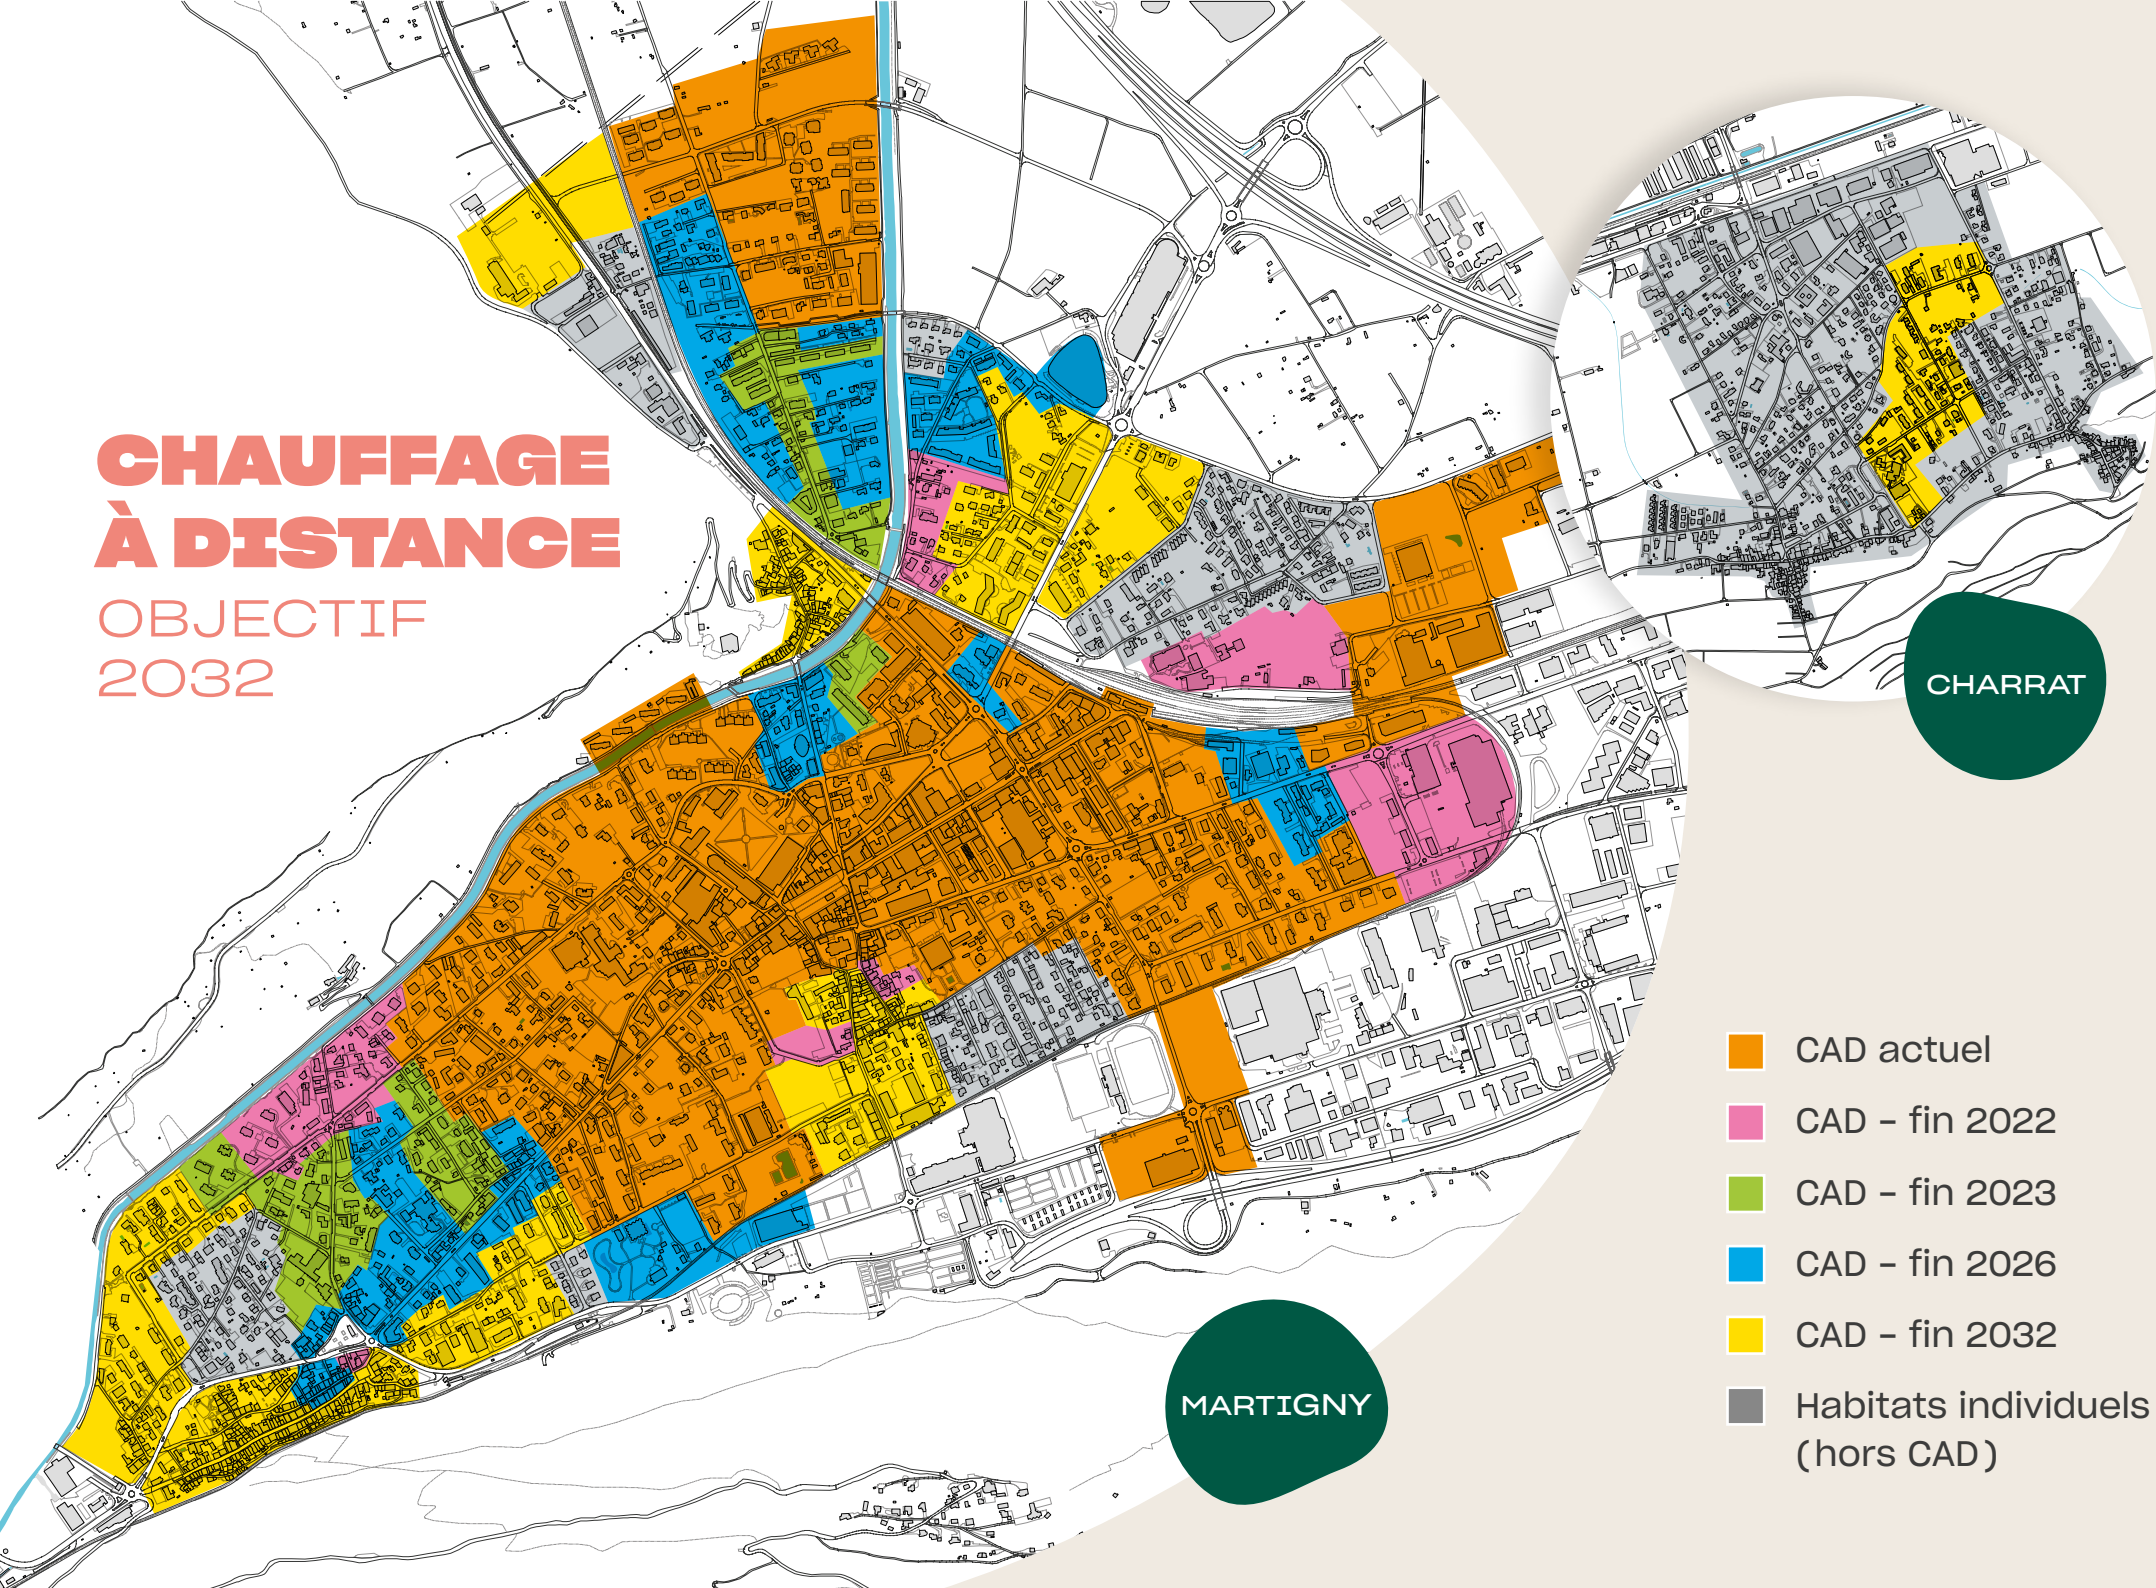 CHAUFFAGE
À DISTANCE
OBJECTIF
2032
CHARRAT
MARTIGNY
CAD actuel
CAD – fin 2022
CAD – fin 2023
CAD – fin 2026
CAD – fin 2032
Habitats individuels
(hors CAD)